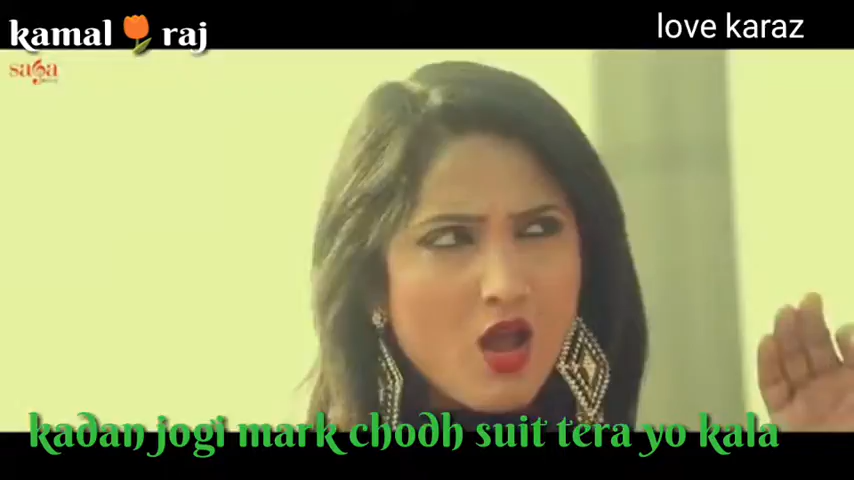 kamal🌷raj
love karaz
saga
kadan jogi mark chodh suit tera yo kala